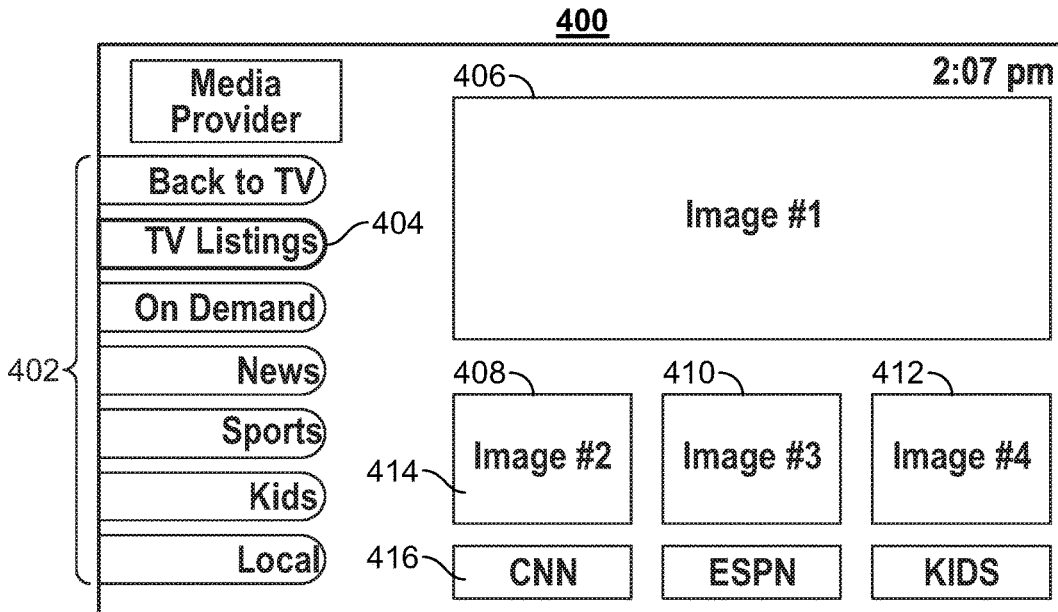 400
2:07 pm
Media
Provider
406
Back to TV
TV Listings
404
Image #1
On Demand
402
News
Sports
Kids
Local
408
410
412
Image #2
Image #3
Image #4
414
416
CNN
ESPN
KIDS